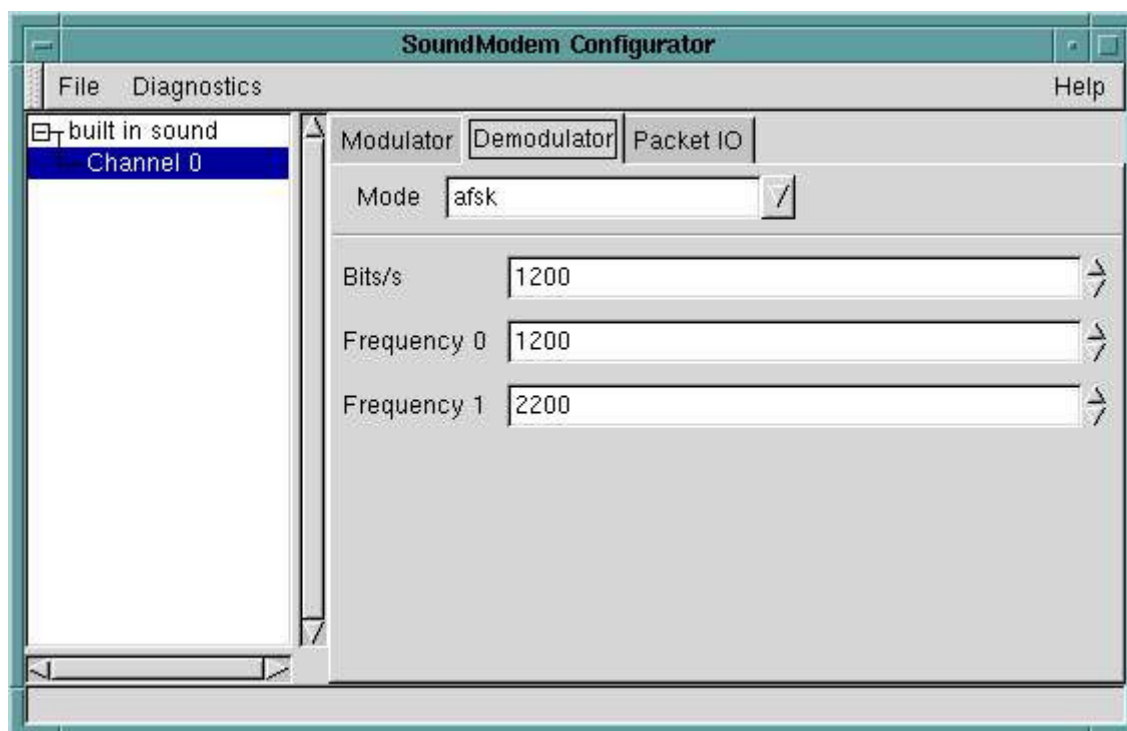 SoundModem Configurator
File Diagnostics Help
built in sound
Channel 0
Modulator Demodulator Packet IO
Mode afsk
Bits/s 1200
Frequency 0 1200
Frequency 1 2200